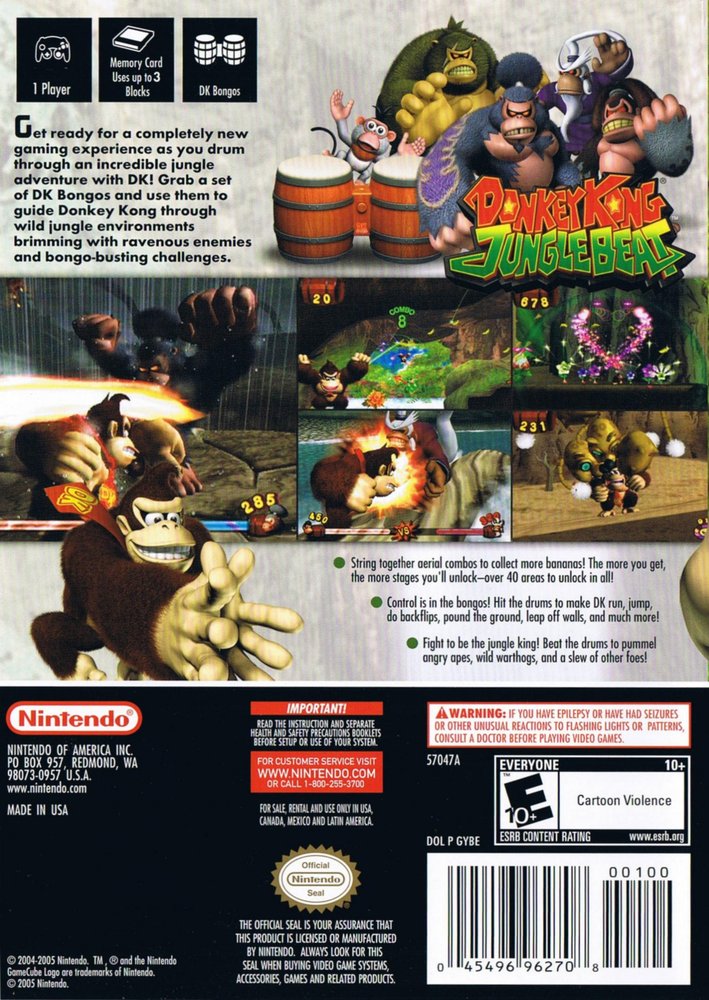 1 Player
Memory Card
Uses up to 3
Blocks
DK Bongos
Get ready for a completely new
gaming experience as you drum
through an incredible jungle
adventure with DK! Grab a set
of DK Bongos and use them to
guide Donkey Kong through
wild jungle environments
brimming with ravenous enemies
and bongo-busting challenges.
DONKEY KONG®
JUNGLE BEAT™
285
20
COMBO
8
678
450
VS
231
DK
String together aerial combos to collect more bananas! The more you get,
the more stages you'll unlock–over 40 areas to unlock in all!
Control is in the bongos! Hit the drums to make DK run, jump,
do backflips, pound the ground, leap off walls, and much more!
Fight to be the jungle king! Beat the drums to pummel
angry apes, wild warthogs, and a slew of other foes!
Nintendo®
NINTENDO OF AMERICA INC.
PO BOX 957, REDMOND, WA
98073-0957 U.S.A.
www.nintendo.com
MADE IN USA
© 2004-2005 Nintendo. TM, ® and the Nintendo
GameCube Logo are trademarks of Nintendo.
© 2005 Nintendo.
IMPORTANT!
READ THE INSTRUCTION AND SEPARATE
HEALTH AND SAFETY PRECAUTIONS BOOKLETS
BEFORE SETUP OR USE OF YOUR SYSTEM.
FOR CUSTOMER SERVICE VISIT
WWW.NINTENDO.COM
OR CALL 1-800-255-3700
FOR SALE, RENTAL AND USE ONLY IN USA,
CANADA, MEXICO AND LATIN AMERICA.
Official
Nintendo
Seal
THE OFFICIAL SEAL IS YOUR ASSURANCE THAT
THIS PRODUCT IS LICENSED OR MANUFACTURED
BY NINTENDO. ALWAYS LOOK FOR THIS
SEAL WHEN BUYING VIDEO GAME SYSTEMS,
ACCESSORIES, GAMES AND RELATED PRODUCTS.
WARNING: IF YOU HAVE EPILEPSY OR HAVE HAD SEIZURES
OR OTHER UNUSUAL REACTIONS TO FLASHING LIGHTS OR PATTERNS,
CONSULT A DOCTOR BEFORE PLAYING VIDEO GAMES.
57047A
EVERYONE 10+
E™
10+
Cartoon Violence
ESRB CONTENT RATING www.esrb.org
DOL P GYBE
00100
0 45496 96270 8